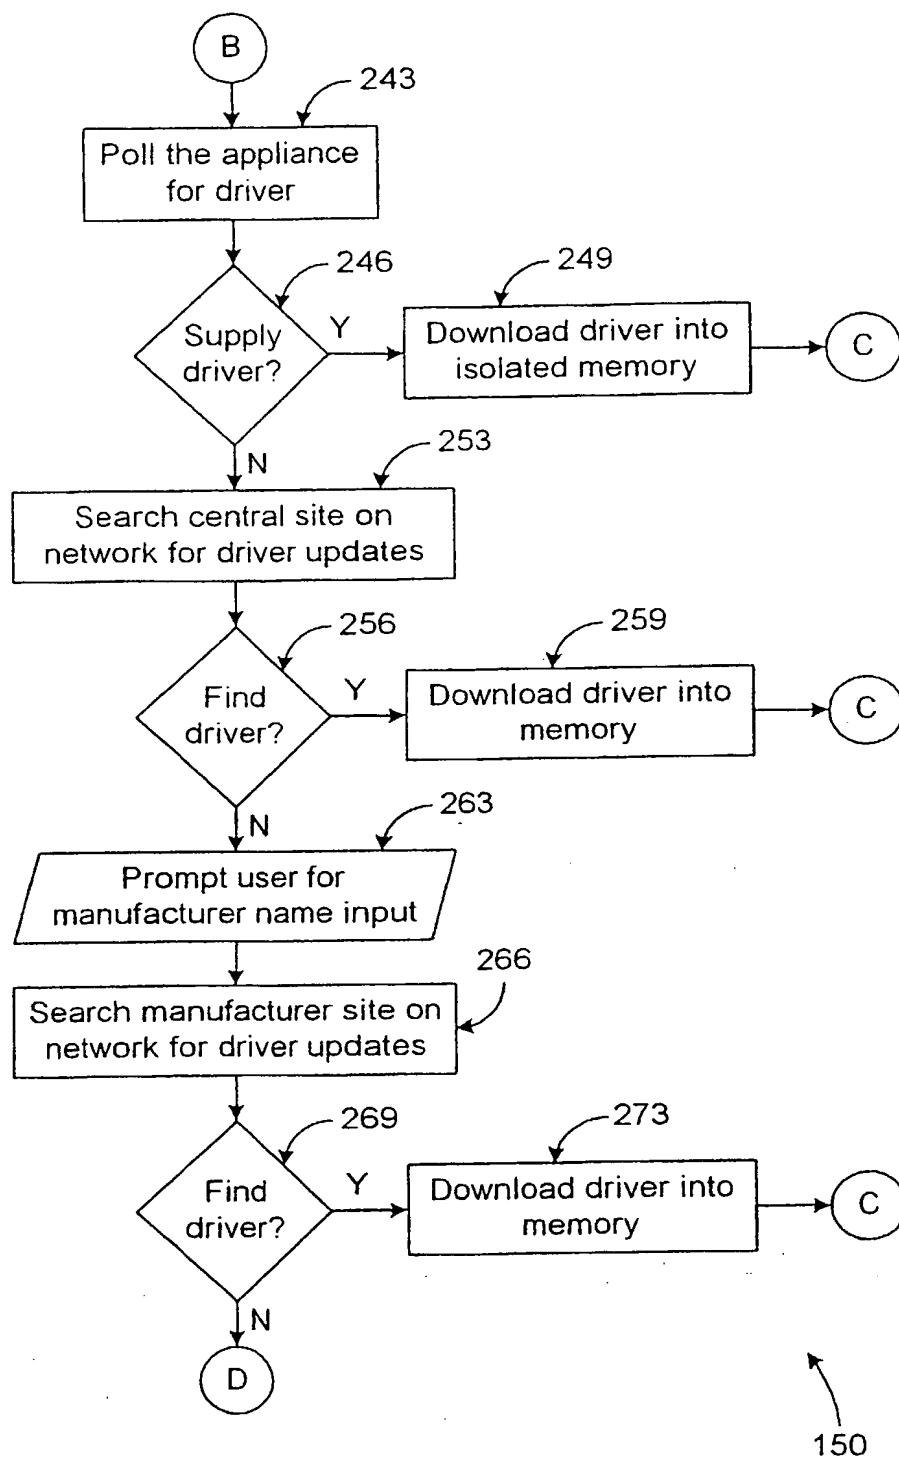 B
243
Poll the appliance
for driver
246
249
Supply
driver?
Y
Download driver into
isolated memory
C
N
253
Search central site on
network for driver updates
256
259
Find
driver?
Y
Download driver into
memory
C
N
263
Prompt user for
manufacturer name input
266
Search manufacturer site on
network for driver updates
269
273
Find
driver?
Y
Download driver into
memory
C
N
D
150